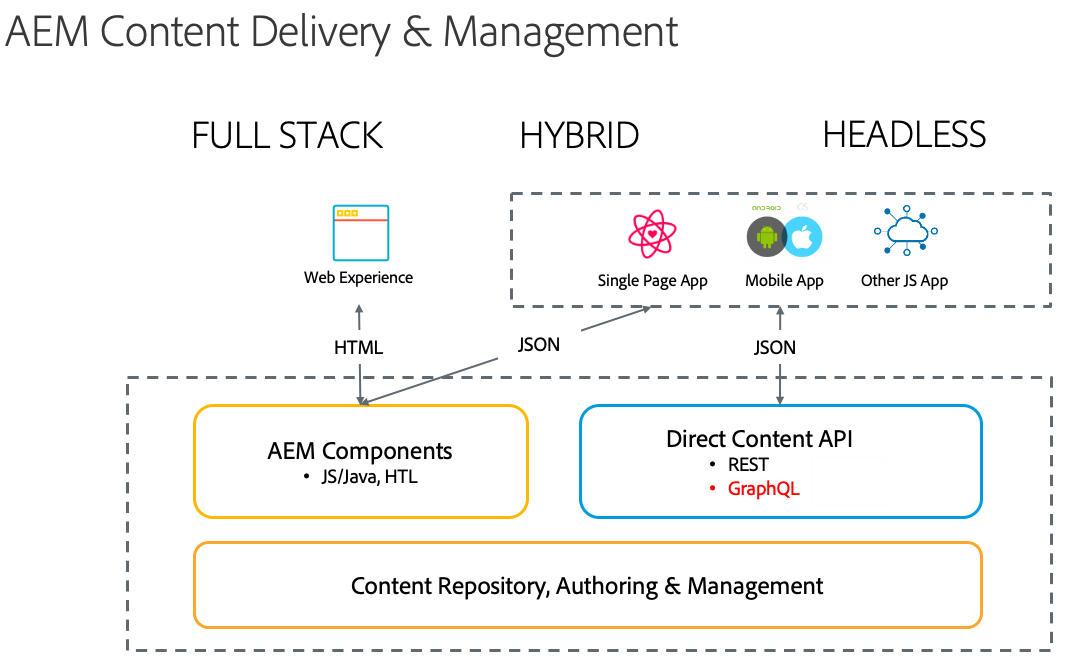 AEM Content Delivery & Management
FULL STACK
HYBRID
HEADLESS
ANDROID
iOS
Web Experience
Single Page App
Mobile App
Other JS App
HTML
JSON
JSON
AEM Components
• JS/Java, HTL
Direct Content API
• REST
• GraphQL
Content Repository, Authoring & Management